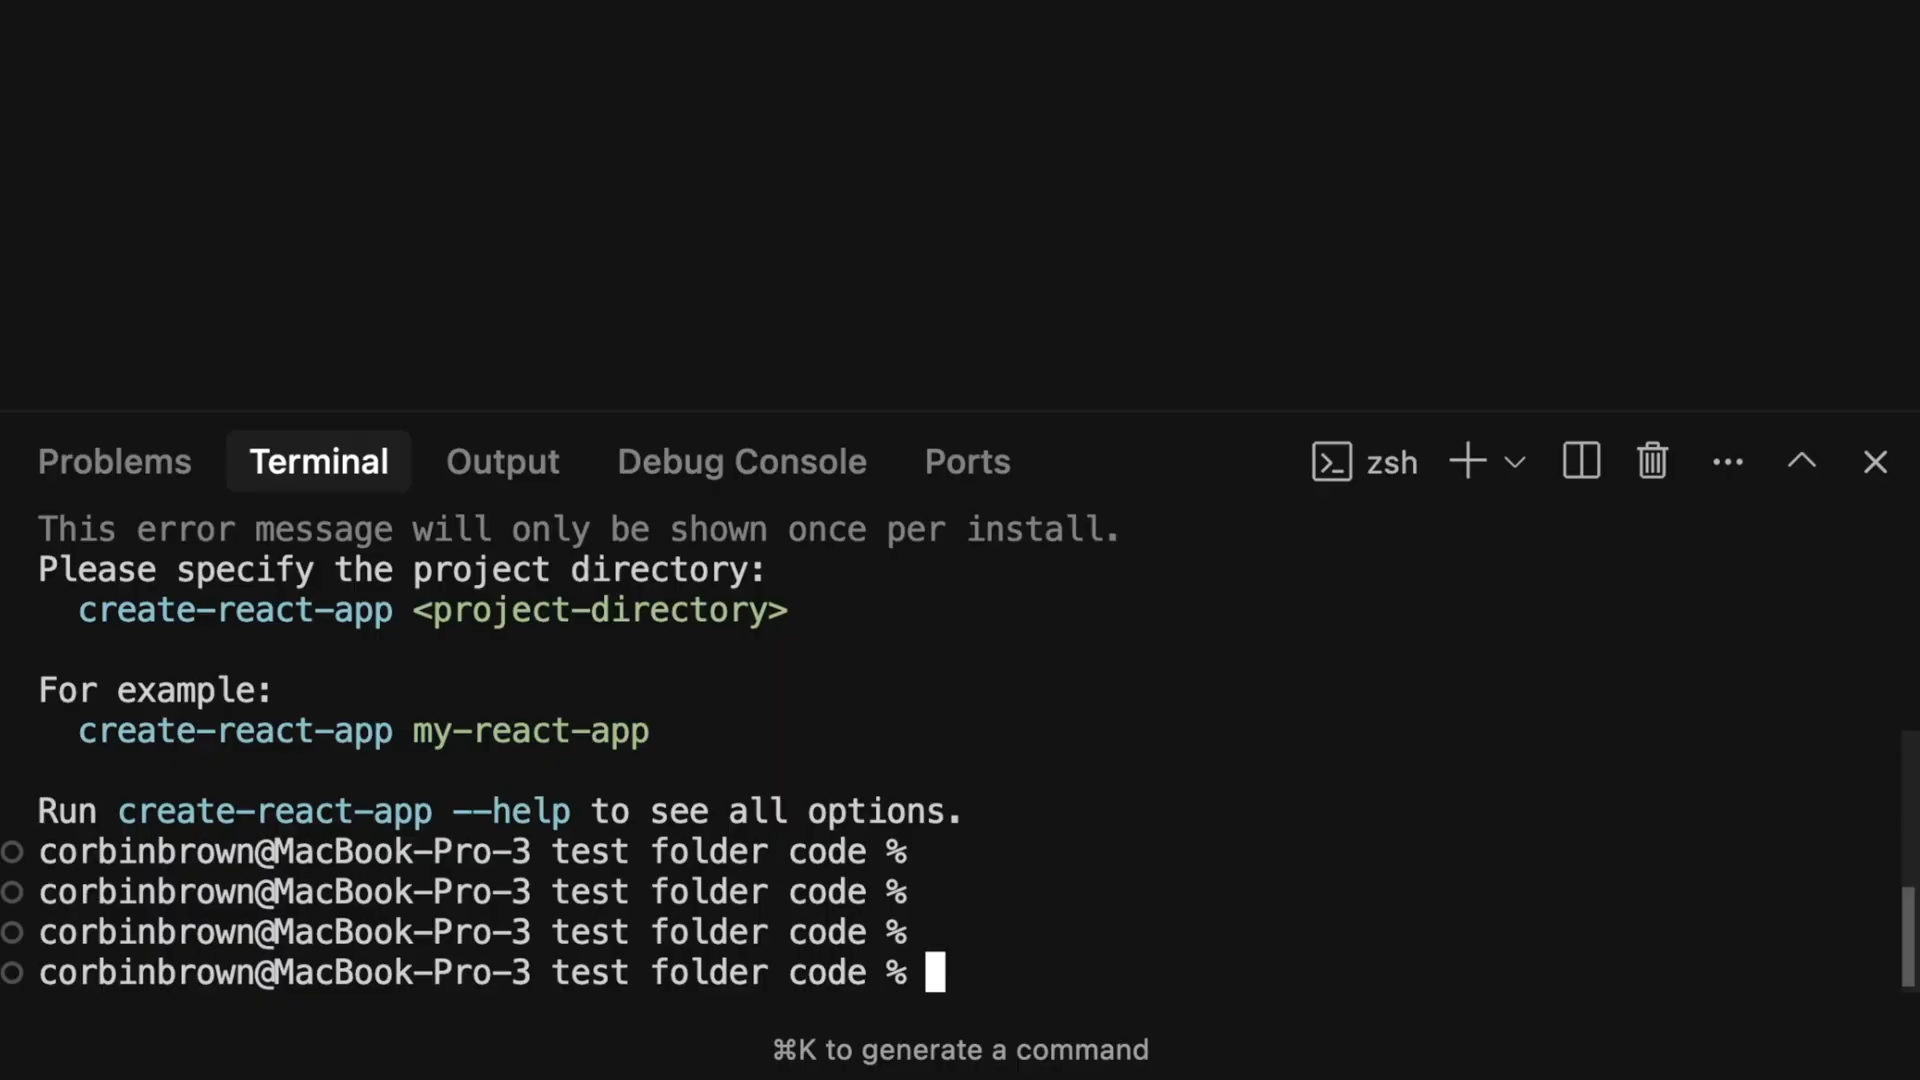 Problems Terminal Output Debug Console Ports zsh
This error message will only be shown once per install.
Please specify the project directory:
create-react-app <project-directory>
For example:
create-react-app my-react-app
Run create-react-app --help to see all options.
corbinbrown@MacBook-Pro-3 test folder code %
corbinbrown@MacBook-Pro-3 test folder code %
corbinbrown@MacBook-Pro-3 test folder code %
corbinbrown@MacBook-Pro-3 test folder code %
⌘K to generate a command